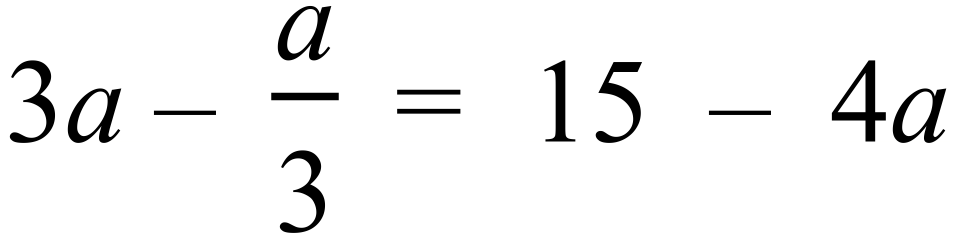 3a − a/3 = 15 − 4a